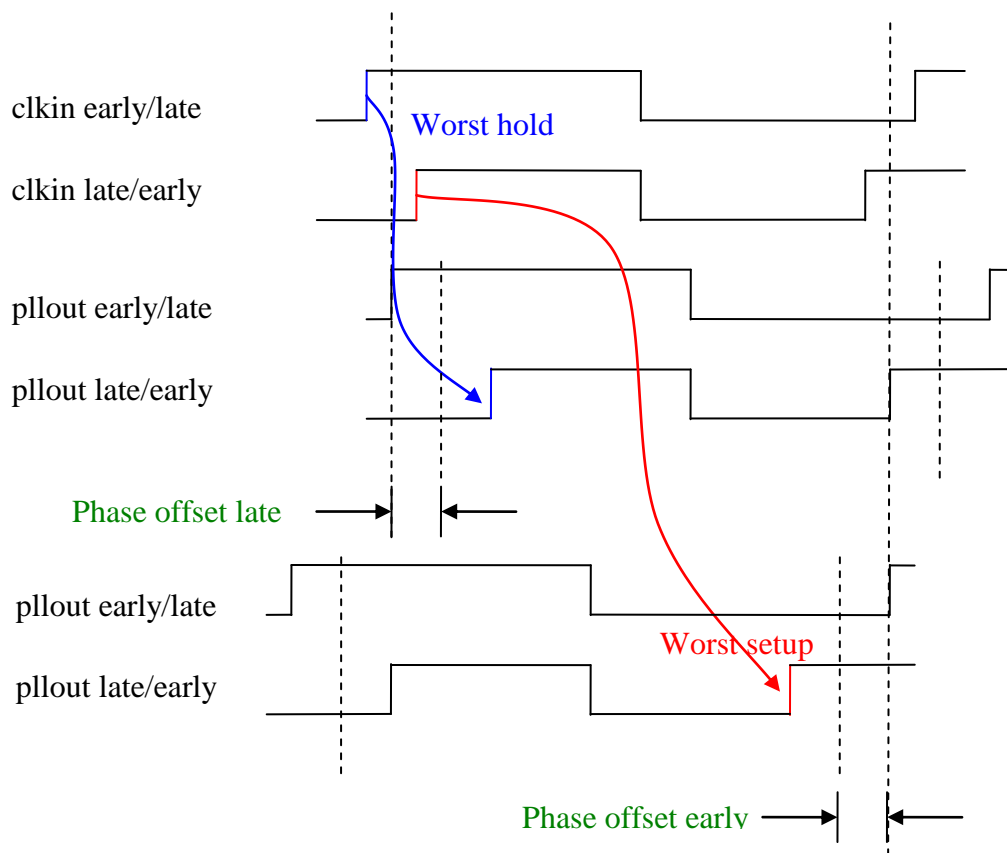 clkin early/late
Worst hold
clkin late/early
pllout early/late
pllout late/early
Phase offset late
pllout early/late
Worst setup
pllout late/early
Phase offset early